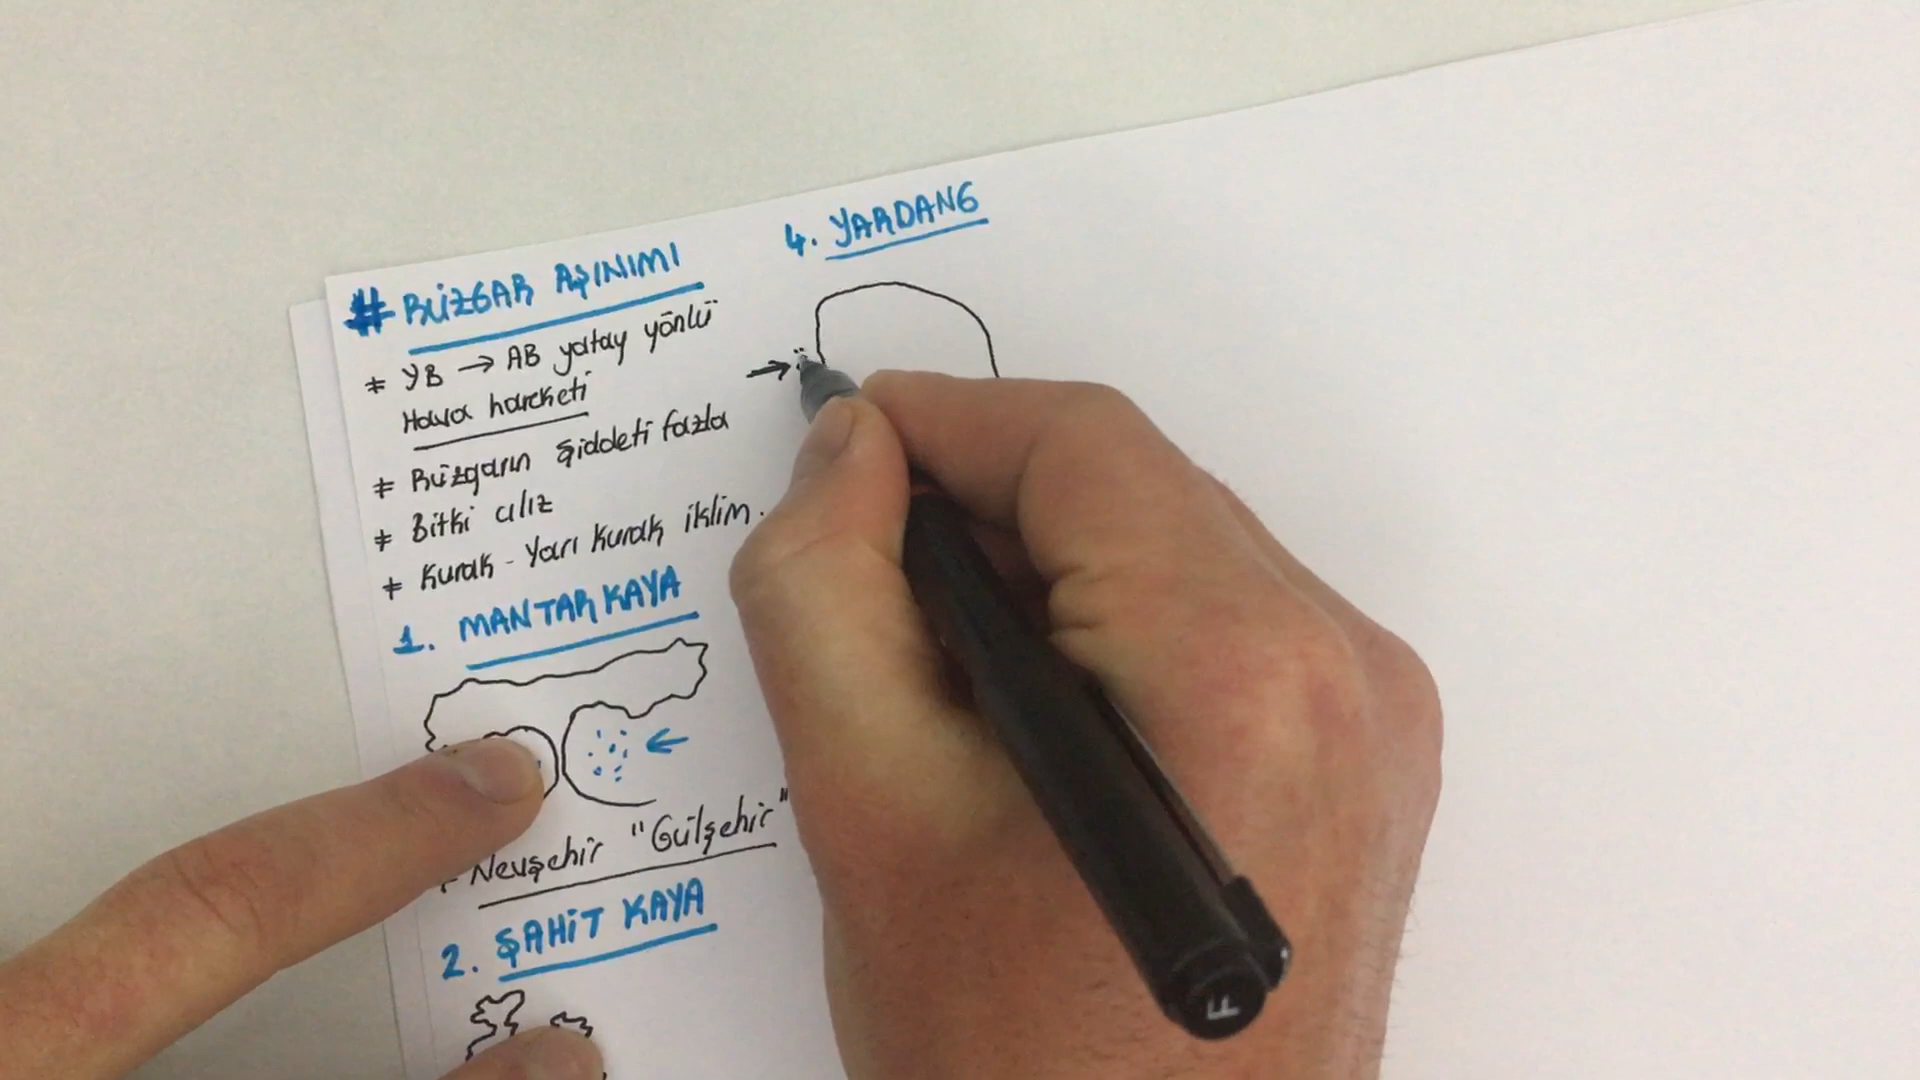 # RÜZGAR AŞINIMI
* YB → AB yatay yönlü
Hava hareketi
* Rüzgarın şiddeti fazla
* Bitki cılız
* Kurak - Yarı kurak iklim.
1. MANTAR KAYA
* Nevşehir "Gülşehir"
2. ŞAHİT KAYA
4. YARDANG
F